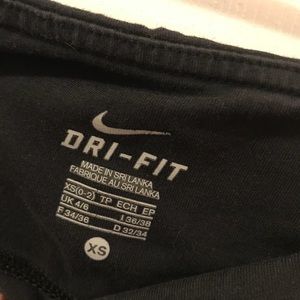 DRI-FIT
MADE IN SRI LANKA
FABRIQUE AU SRI LANKA
XS(0-2) TP ECH EP
UK 4/6 I 36/38
F 34/36 D 32/34
XS